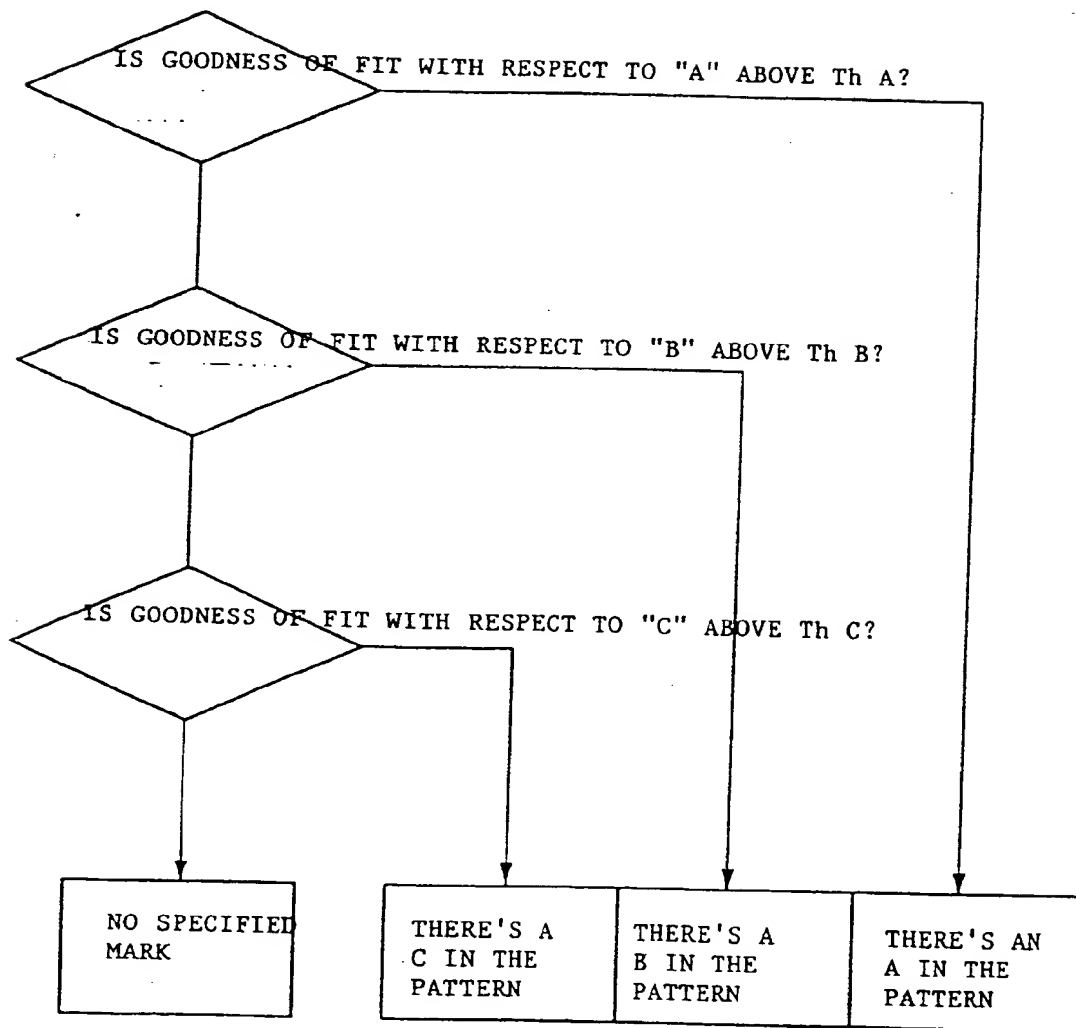 IS GOODNESS OF FIT WITH RESPECT TO "A" ABOVE Th A?
IS GOODNESS OF FIT WITH RESPECT TO "B" ABOVE Th B?
IS GOODNESS OF FIT WITH RESPECT TO "C" ABOVE Th C?
NO SPECIFIED
MARK
THERE'S A
C IN THE
PATTERN
THERE'S A
B IN THE
PATTERN
THERE'S AN
A IN THE
PATTERN